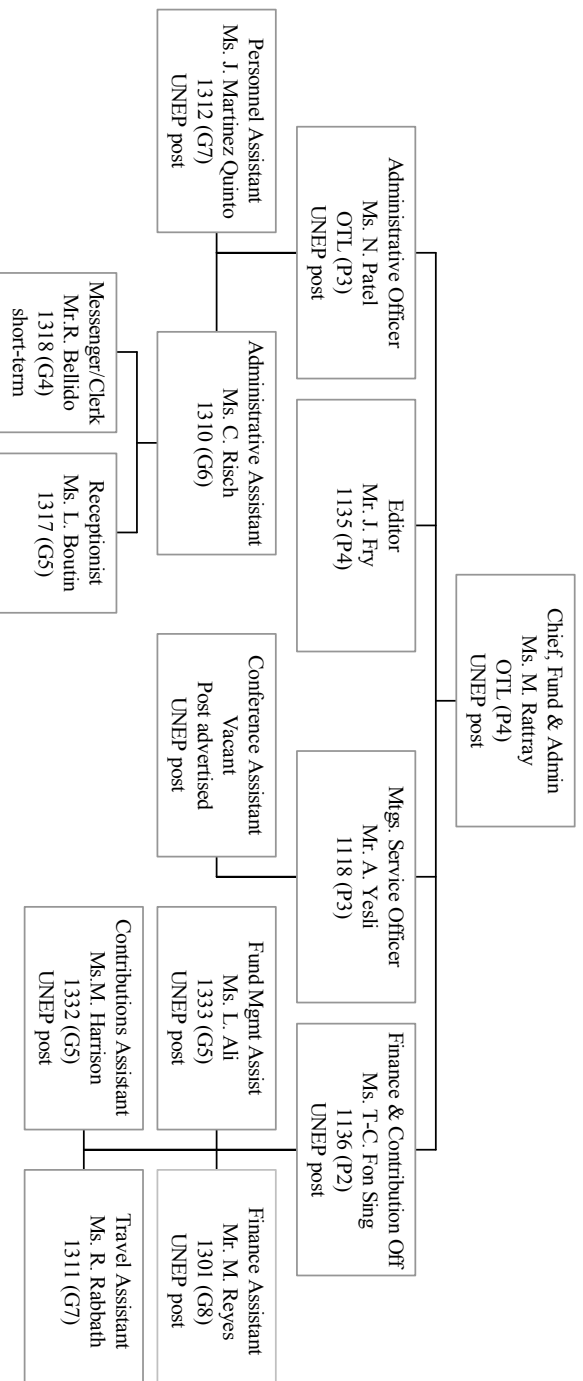 Chief, Fund & Admin
Ms. M. Rattray
OTL (P4)
UNEP post
Administrative Officer
Ms. N. Patel
OTL (P3)
UNEP post
Editor
Mr. J. Fry
1135 (P4)
Mtgs. Service Officer
Mr. A. Yesli
1118 (P3)
Finance & Contribution Off
Ms. T-C. Fon Sing
1136 (P2)
UNEP post
Personnel Assistant
Ms. J. Martinez Quinto
1312 (G7)
UNEP post
Administrative Assistant
Ms. C. Risch
1310 (G6)
Conference Assistant
Vacant
Post advertised
UNEP post
Fund Mgmt Assist
Ms. L. Ali
1333 (G5)
UNEP post
Finance Assistant
Mr. M. Reyes
1301 (G8)
UNEP post
Messenger/Clerk
Mr.R. Bellido
1318 (G4)
short-term
Receptionist
Ms. L. Boutin
1317 (G5)
Contributions Assistant
Ms.M. Harrison
1332 (G5)
UNEP post
Travel Assistant
Ms. R. Rabbath
1311 (G7)